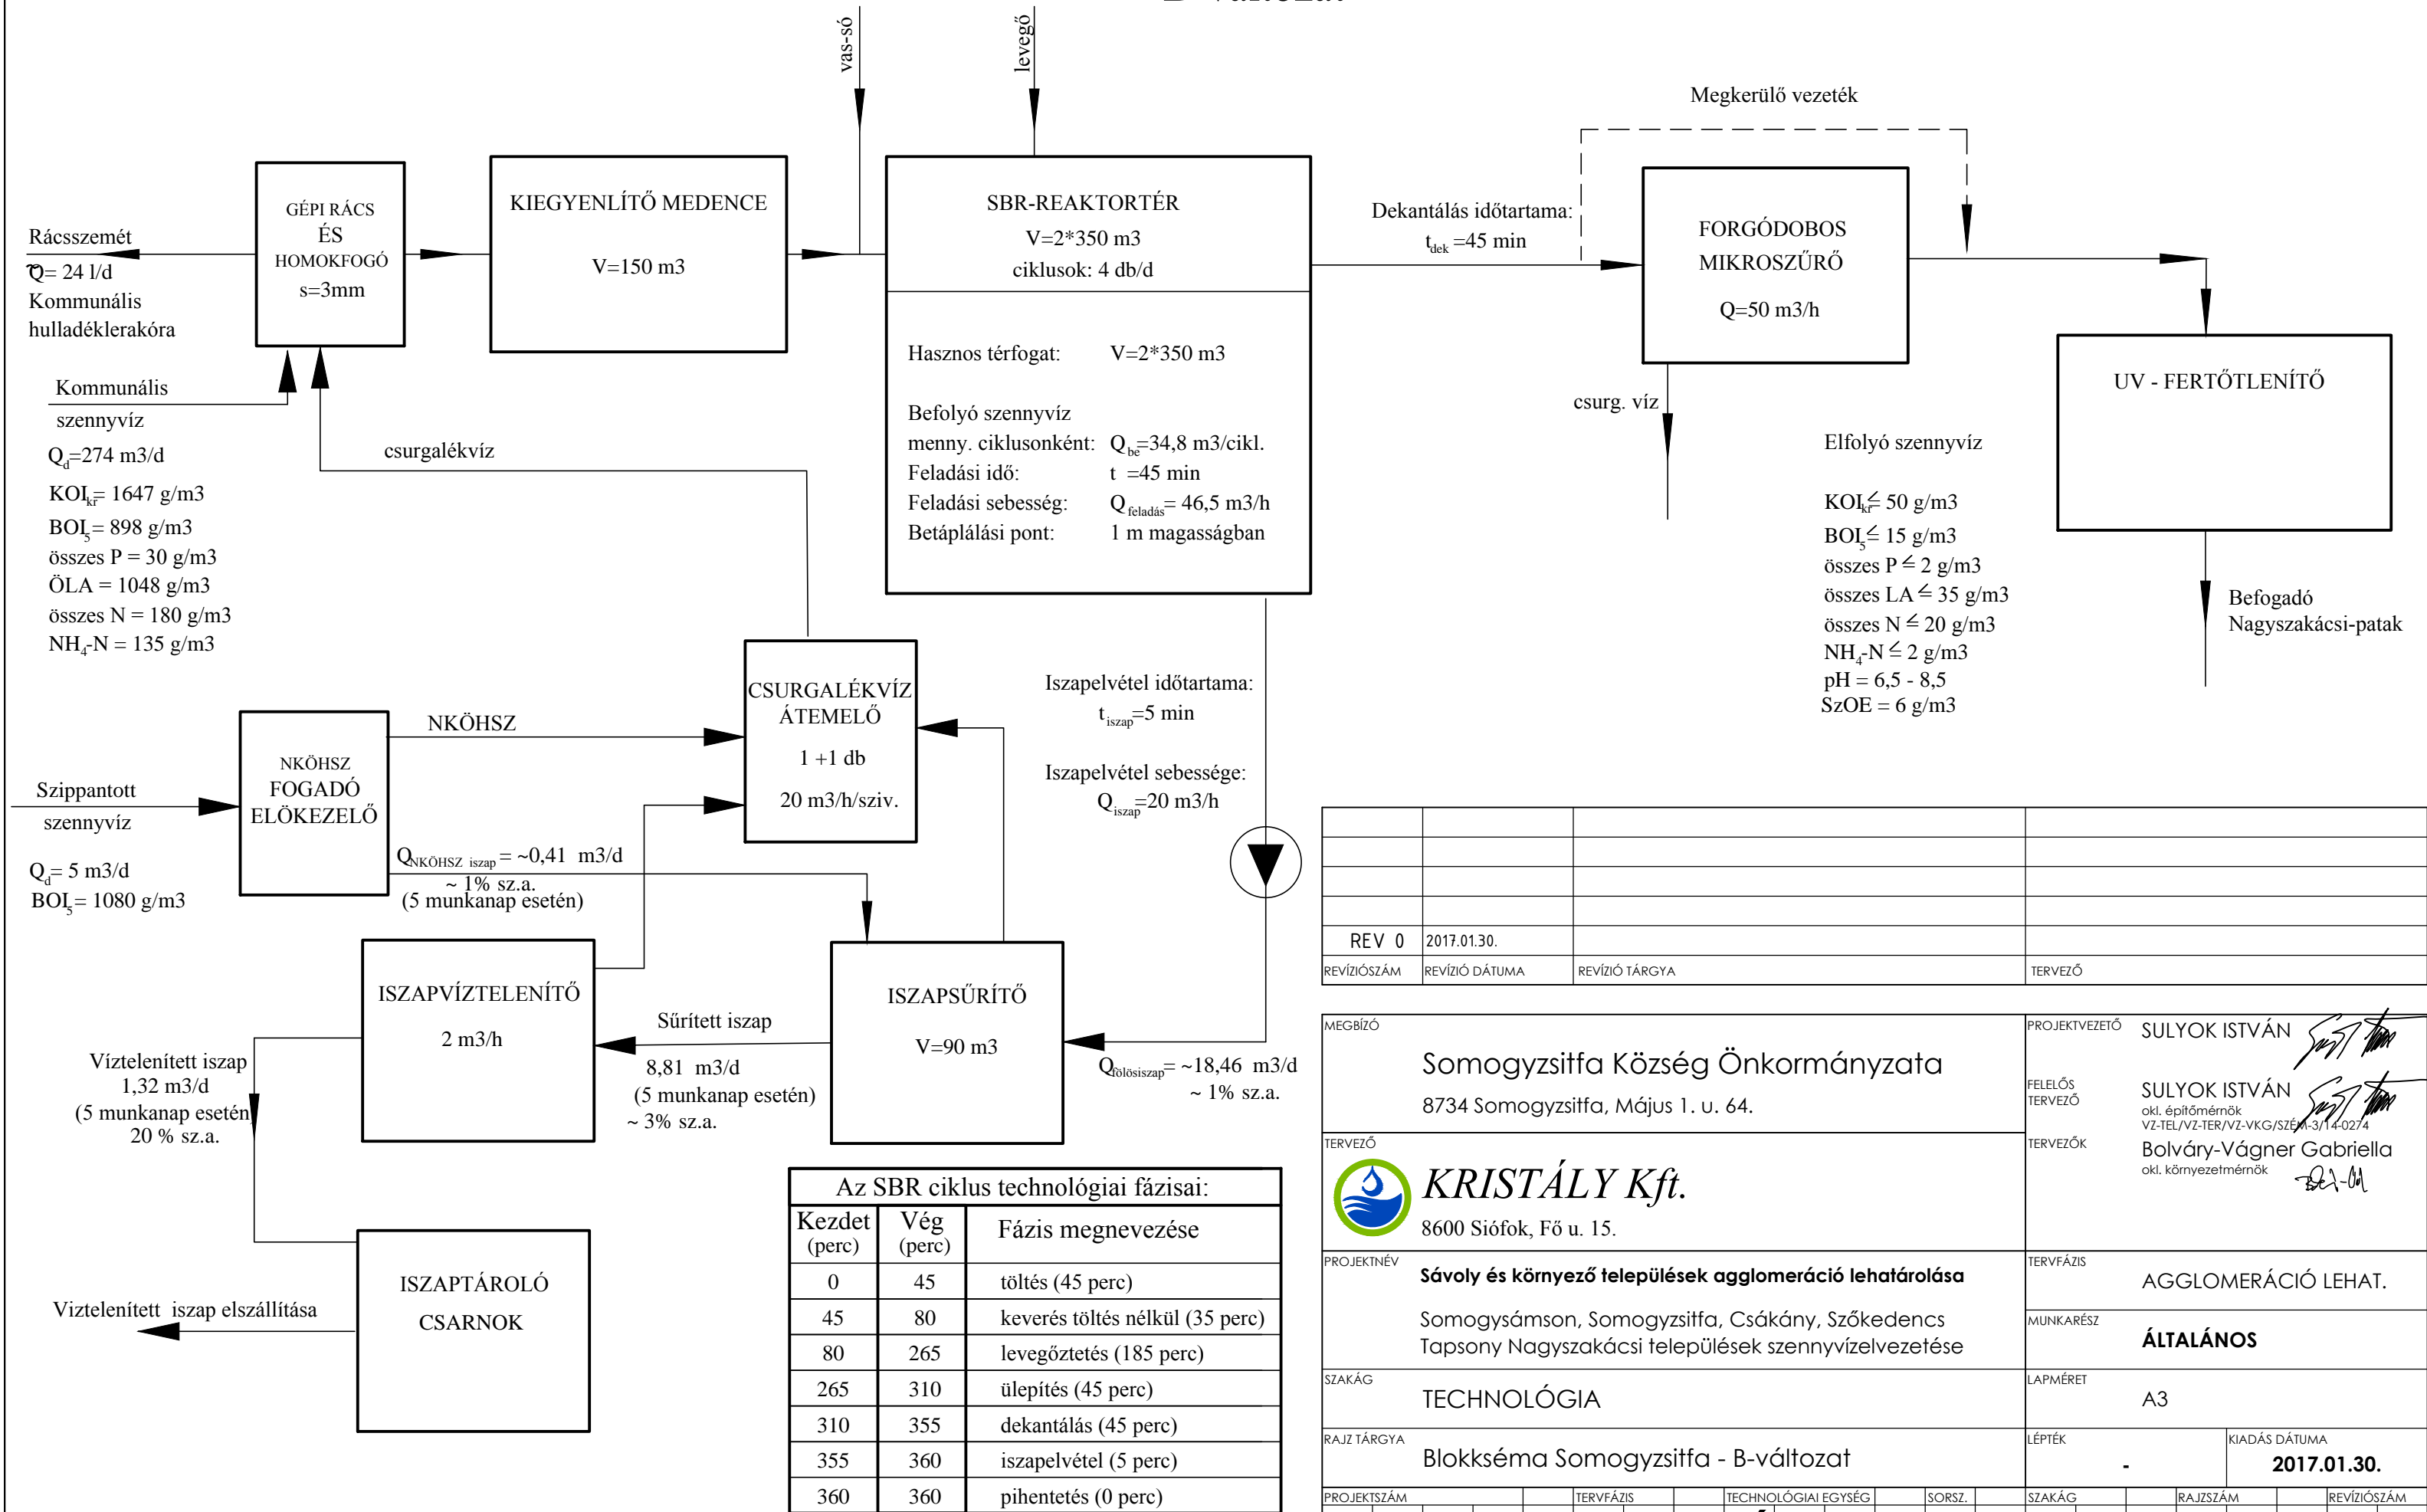 vas-só
levegő
Megkerülő vezeték
GÉPI RÁCS
ÉS
HOMOKFOGÓ
s=3mm
KIEGYENLÍTŐ MEDENCE
V=150 m3
SBR-REAKTORTÉR
V=2*350 m3
ciklusok: 4 db/d
Hasznos térfogat: V=2*350 m3
Befolyó szennyvíz
menny. ciklusonként: Qbe=34,8 m3/cikl.
Feladási idő: t =45 min
Feladási sebesség: Qfeladás= 46,5 m3/h
Betáplálási pont: 1 m magasságban
Dekantálás időtartama:
tdek =45 min
FORGÓDOBOS
MIKROSZŰRŐ
Q=50 m3/h
csurg. víz
UV - FERTŐTLENÍTŐ
Rácsszemét
Q= 24 l/d
Kommunális
hulladéklerakóra
Kommunális
szennyvíz
Qd=274 m3/d
KOIkr= 1647 g/m3
BOI5= 898 g/m3
összes P = 30 g/m3
ÖLA = 1048 g/m3
összes N = 180 g/m3
NH4-N = 135 g/m3
csurgalékvíz
Elfolyó szennyvíz
KOIkr≤ 50 g/m3
BOI5≤ 15 g/m3
összes P ≤ 2 g/m3
összes LA ≤ 35 g/m3
összes N ≤ 20 g/m3
NH4-N ≤ 2 g/m3
pH = 6,5 - 8,5
SzOE = 6 g/m3
Befogadó
Nagyszakácsi-patak
CSURGALÉKVÍZ
ÁTEMELŐ
1 +1 db
20 m3/h/sziv.
Iszapelvétel időtartama:
tiszap=5 min
Iszapelvétel sebessége:
Qiszap=20 m3/h
NKÖHSZ
NKÖHSZ
FOGADÓ
ELÖKEZELŐ
Szippantott
szennyvíz
Qd= 5 m3/d
BOI5= 1080 g/m3
QNKÖHSZ iszap = ~0,41 m3/d
~ 1% sz.a.
(5 munkanap esetén)
ISZAPVÍZTELENÍTŐ
2 m3/h
Sűrített iszap
8,81 m3/d
(5 munkanap esetén)
~ 3% sz.a.
ISZAPSŰRÍTŐ
V=90 m3
Qfölösiszap= ~18,46 m3/d
~ 1% sz.a.
Víztelenített iszap
1,32 m3/d
(5 munkanap esetén
20 % sz.a.
ISZAPTÁROLÓ
CSARNOK
Viztelenített iszap elszállítása
Az SBR ciklus technológiai fázisai:
Kezdet (perc) Vég (perc) Fázis megnevezése
0 45 töltés (45 perc)
45 80 keverés töltés nélkül (35 perc)
80 265 levegőztetés (185 perc)
265 310 ülepítés (45 perc)
310 355 dekantálás (45 perc)
355 360 iszapelvétel (5 perc)
360 360 pihentetés (0 perc)
REV 0 2017.01.30.
REVÍZIÓSZÁM REVÍZIÓ DÁTUMA REVÍZIÓ TÁRGYA TERVEZŐ
MEGBÍZÓ
Somogyzsitfa Község Önkormányzata
8734 Somogyzsitfa, Május 1. u. 64.
PROJEKTVEZETŐ SULYOK ISTVÁN
FELELŐS TERVEZŐ SULYOK ISTVÁN
okl. építőmérnök
VZ-TEL/VZ-TER/VZ-VKG/SZÉM-3/14-0274
TERVEZŐK Bolváry-Vágner Gabriella
okl. környezetmérnök
TERVEZŐ
KRISTÁLY Kft.
8600 Siófok, Fő u. 15.
PROJEKTNÉV
Sávoly és környező települések agglomeráció lehatárolása
Somogysámson, Somogyzsitfa, Csákány, Szőkedencs
Tapsony Nagyszakácsi települések szennyvízelvezetése
TERVFÁZIS
AGGLOMERÁCIÓ LEHAT.
MUNKARÉSZ
ÁLTALÁNOS
SZAKÁG
TECHNOLÓGIA
LAPMÉRET
A3
RAJZ TÁRGYA
Blokkséma Somogyzsitfa - B-változat
LÉPTÉK
-
KIADÁS DÁTUMA
2017.01.30.
PROJEKTSZÁM TERVFÁZIS TECHNOLÓGIAI EGYSÉG SORSZ. SZAKÁG RAJZSZÁM REVÍZIÓSZÁM